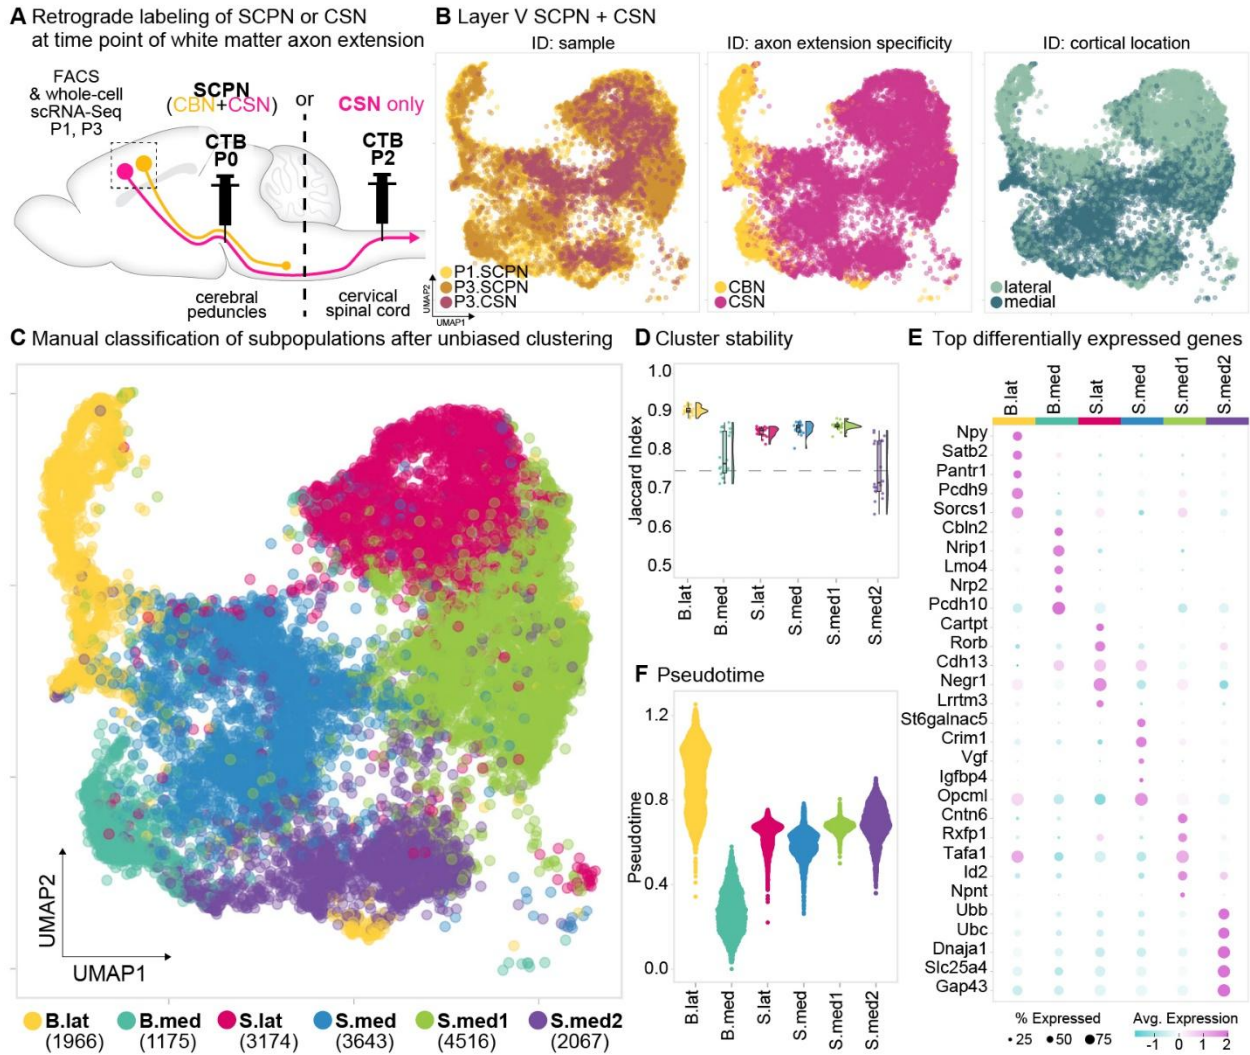 A Retrograde labeling of SCPN or CSN
at time point of white matter axon extension
FACS
& whole-cell
scRNA-Seq
P1, P3
SCPN
(CBN+CSN)
or
CSN only
CTB
P0
CTB
P2
cerebral
peduncles
cervical
spinal cord
B Layer V SCPN + CSN
ID: sample
P1.SCPN
P3.SCPN
P3.CSN
UMAP2
UMAP1
ID: axon extension specificity
CBN
CSN
ID: cortical location
lateral
medial
C Manual classification of subpopulations after unbiased clustering
UMAP2
UMAP1
B.lat
(1966)
B.med
(1175)
S.lat
(3174)
S.med
(3643)
S.med1
(4516)
S.med2
(2067)
D Cluster stability
Jaccard Index
1.0
0.9
0.8
0.7
0.6
0.5
B.lat
B.med
S.lat
S.med
S.med1
S.med2
F Pseudotime
Pseudotime
1.2
0.8
0.4
0.0
B.lat
B.med
S.lat
S.med
S.med1
S.med2
E Top differentially expressed genes
B.lat
B.med
S.lat
S.med
S.med1
S.med2
Npy
Satb2
Pantr1
Pcdh9
Sorcs1
Cbln2
Nrip1
Lmo4
Nrp2
Pcdh10
Cartpt
Rorb
Cdh13
Negr1
Lrrtm3
St6galnac5
Crim1
Vgf
Igfbp4
Opcml
Cntn6
Rxfp1
Tafa1
Id2
Npnt
Ubb
Ubc
Dnaja1
Slc25a4
Gap43
% Expressed
25 50 75
Avg. Expression
-1 0 1 2